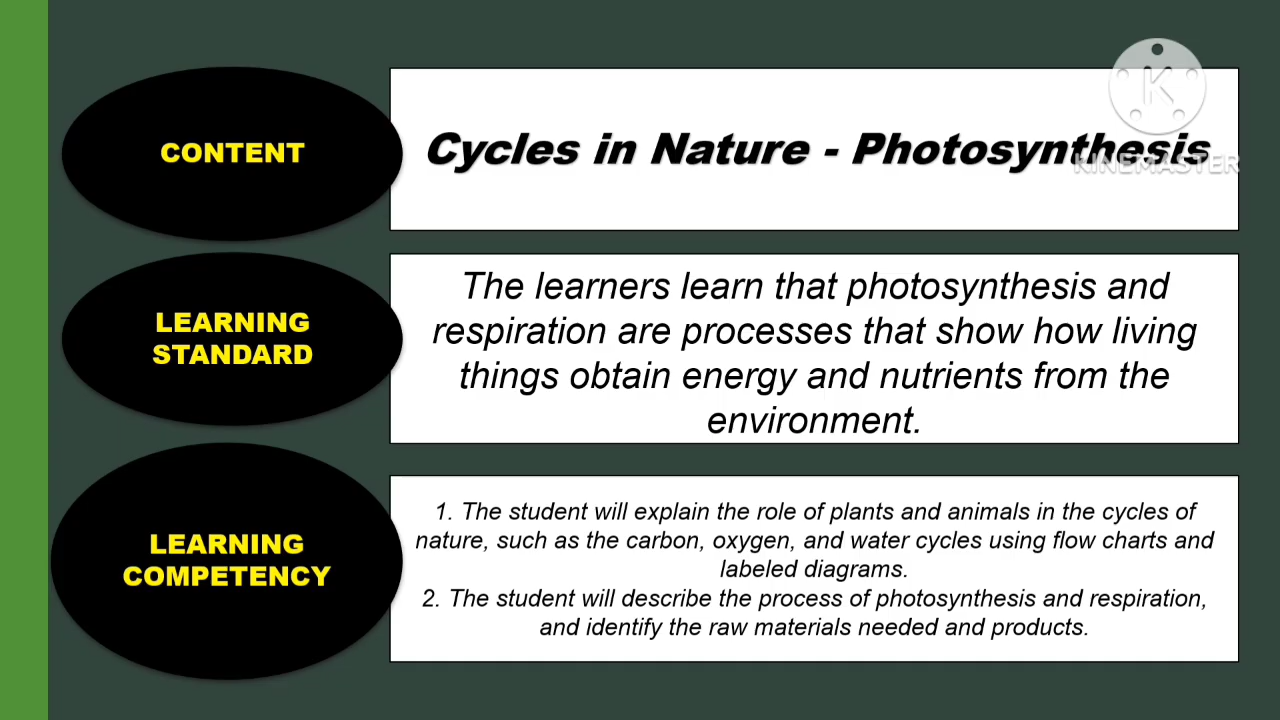 CONTENT
Cycles in Nature - Photosynthesis
KINEMASTER
LEARNING
STANDARD
The learners learn that photosynthesis and
respiration are processes that show how living
things obtain energy and nutrients from the
environment.
LEARNING
COMPETENCY
1. The student will explain the role of plants and animals in the cycles of
nature, such as the carbon, oxygen, and water cycles using flow charts and
labeled diagrams.
2. The student will describe the process of photosynthesis and respiration,
and identify the raw materials needed and products.